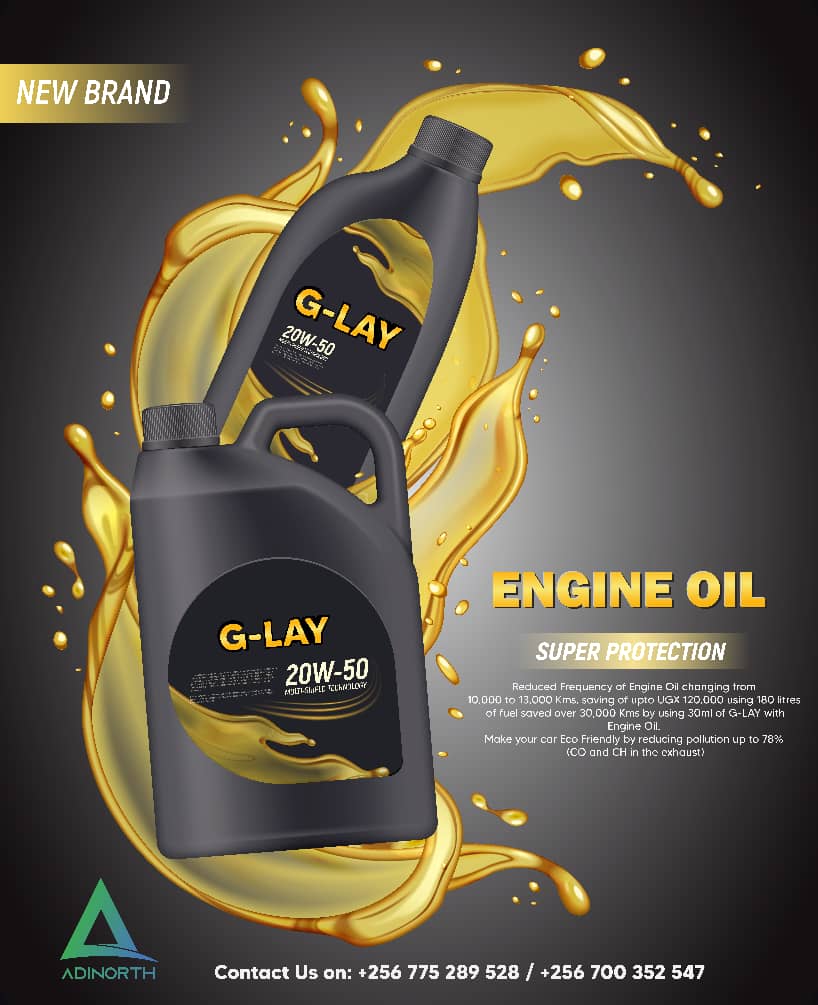 NEW BRAND
G-LAY
20W-50
MULTI-SHIELD TECHNOLOGY
G-LAY
20W-50
MULTI-SHIELD TECHNOLOGY
ENGINE OIL
SUPER PROTECTION
Reduced Frequency of Engine Oil changing from
10,000 to 13,000 Kms, saving of upto UGX 120,000 using 180 litres
of fuel saved over 30,000 Kms by using 30ml of G-LAY with
Engine Oil.
Make your car Eco Friendly by reducing pollution up to 78%
(CO and CH in the exhaust)
ADINORTH
Contact Us on: +256 775 289 528 / +256 700 352 547